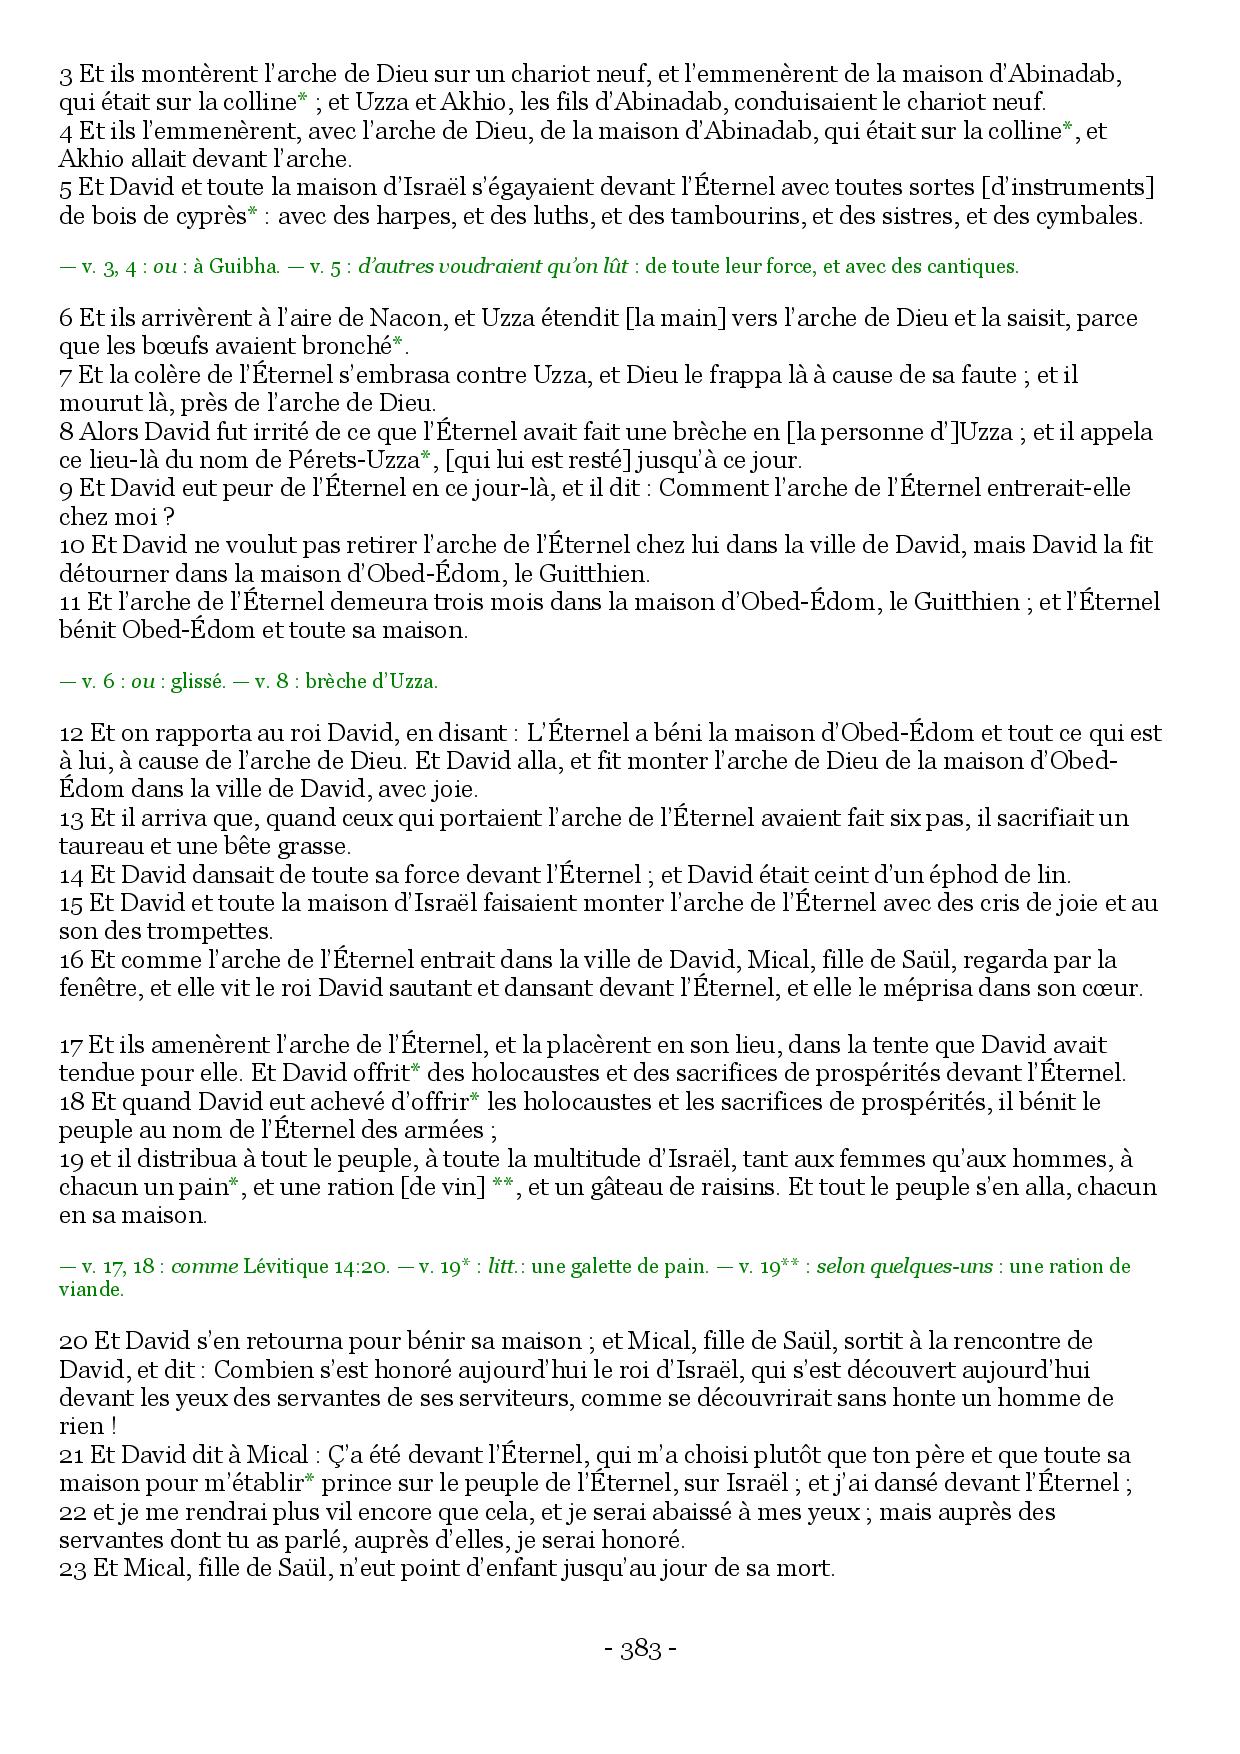 3 Et ils montèrent l’arche de Dieu sur un chariot neuf, et l’emmenèrent de la maison d’Abinadab,
qui était sur la colline* ; et Uzza et Akhio, les fils d’Abinadab, conduisaient le chariot neuf.
4 Et ils l’emmenèrent, avec l’arche de Dieu, de la maison d’Abinadab, qui était sur la colline*, et
Akhio allait devant l’arche.
5 Et David et toute la maison d’Israël s’égayaient devant l’Éternel avec toutes sortes [d’instruments]
de bois de cyprès* : avec des harpes, et des luths, et des tambourins, et des sistres, et des cymbales.
— v. 3, 4 : ou : à Guibha. — v. 5 : d’autres voudraient qu’on lût : de toute leur force, et avec des cantiques.
6 Et ils arrivèrent à l’aire de Nacon, et Uzza étendit [la main] vers l’arche de Dieu et la saisit, parce
que les bœufs avaient bronché*.
7 Et la colère de l’Éternel s’embrasa contre Uzza, et Dieu le frappa là à cause de sa faute ; et il
mourut là, près de l’arche de Dieu.
8 Alors David fut irrité de ce que l’Éternel avait fait une brèche en [la personne d’]Uzza ; et il appela
ce lieu-là du nom de Pérets-Uzza*, [qui lui est resté] jusqu’à ce jour.
9 Et David eut peur de l’Éternel en ce jour-là, et il dit : Comment l’arche de l’Éternel entrerait-elle
chez moi ?
10 Et David ne voulut pas retirer l’arche de l’Éternel chez lui dans la ville de David, mais David la fit
détourner dans la maison d’Obed-Édom, le Guitthien.
11 Et l’arche de l’Éternel demeura trois mois dans la maison d’Obed-Édom, le Guitthien ; et l’Éternel
bénit Obed-Édom et toute sa maison.
— v. 6 : ou : glissé. — v. 8 : brèche d’Uzza.
12 Et on rapporta au roi David, en disant : L’Éternel a béni la maison d’Obed-Édom et tout ce qui est
à lui, à cause de l’arche de Dieu. Et David alla, et fit monter l’arche de Dieu de la maison d’Obed-
Édom dans la ville de David, avec joie.
13 Et il arriva que, quand ceux qui portaient l’arche de l’Éternel avaient fait six pas, il sacrifiait un
taureau et une bête grasse.
14 Et David dansait de toute sa force devant l’Éternel ; et David était ceint d’un éphod de lin.
15 Et David et toute la maison d’Israël faisaient monter l’arche de l’Éternel avec des cris de joie et au
son des trompettes.
16 Et comme l’arche de l’Éternel entrait dans la ville de David, Mical, fille de Saül, regarda par la
fenêtre, et elle vit le roi David sautant et dansant devant l’Éternel, et elle le méprisa dans son cœur.
17 Et ils amenèrent l’arche de l’Éternel, et la placèrent en son lieu, dans la tente que David avait
tendue pour elle. Et David offrit* des holocaustes et des sacrifices de prospérités devant l’Éternel.
18 Et quand David eut achevé d’offrir* les holocaustes et les sacrifices de prospérités, il bénit le
peuple au nom de l’Éternel des armées ;
19 et il distribua à tout le peuple, à toute la multitude d’Israël, tant aux femmes qu’aux hommes, à
chacun un pain*, et une ration [de vin] **, et un gâteau de raisins. Et tout le peuple s’en alla, chacun
en sa maison.
— v. 17, 18 : comme Lévitique 14:20. — v. 19* : litt.: une galette de pain. — v. 19** : selon quelques-uns : une ration de
viande.
20 Et David s’en retourna pour bénir sa maison ; et Mical, fille de Saül, sortit à la rencontre de
David, et dit : Combien s’est honoré aujourd’hui le roi d’Israël, qui s’est découvert aujourd’hui
devant les yeux des servantes de ses serviteurs, comme se découvrirait sans honte un homme de
rien !
21 Et David dit à Mical : Ç’a été devant l’Éternel, qui m’a choisi plutôt que ton père et que toute sa
maison pour m’établir* prince sur le peuple de l’Éternel, sur Israël ; et j’ai dansé devant l’Éternel ;
22 et je me rendrai plus vil encore que cela, et je serai abaissé à mes yeux ; mais auprès des
servantes dont tu as parlé, auprès d’elles, je serai honoré.
23 Et Mical, fille de Saül, n’eut point d’enfant jusqu’au jour de sa mort.
- 383 -